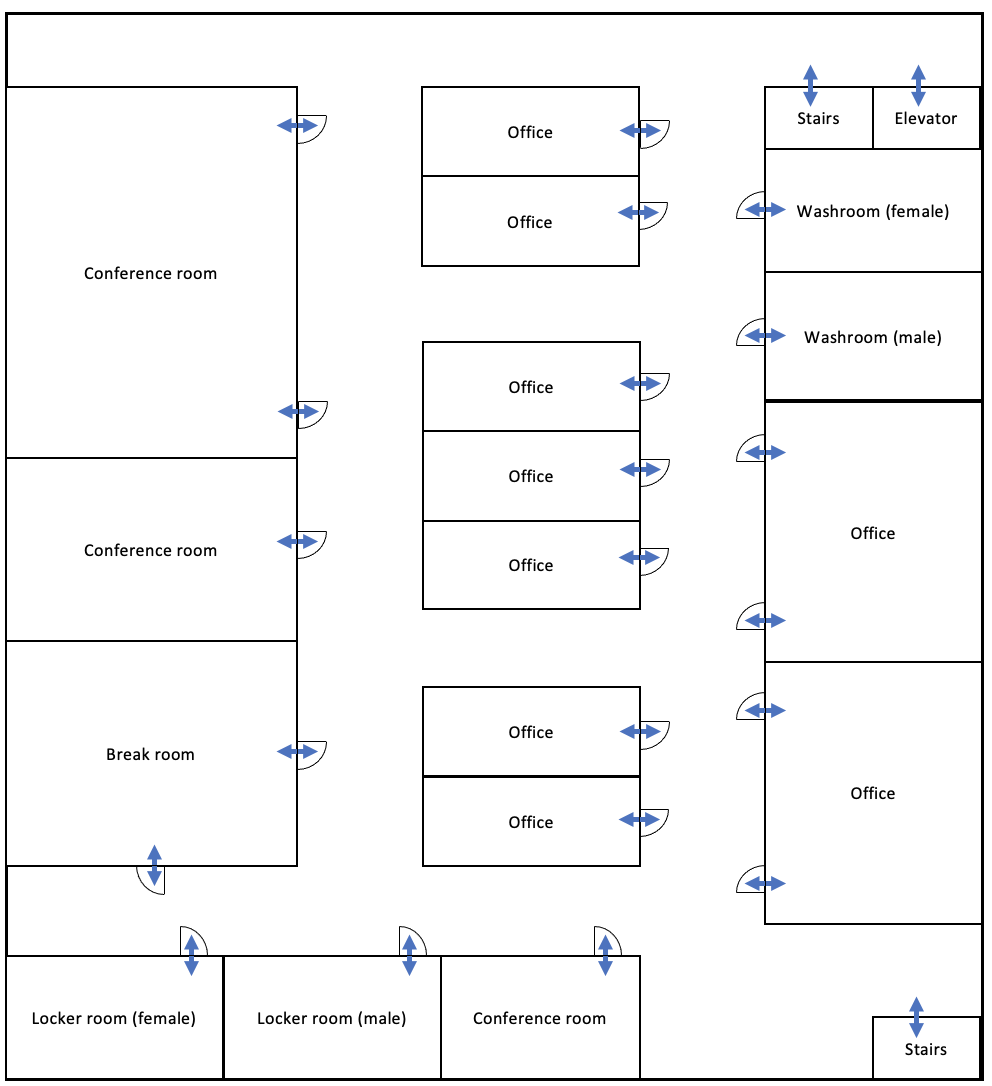 Stairs
Elevator
Office
Washroom (female)
Office
Conference room
Washroom (male)
Office
Office
Office
Conference room
Office
Office
Break room
Office
Office
Locker room (female)
Locker room (male)
Conference room
Stairs